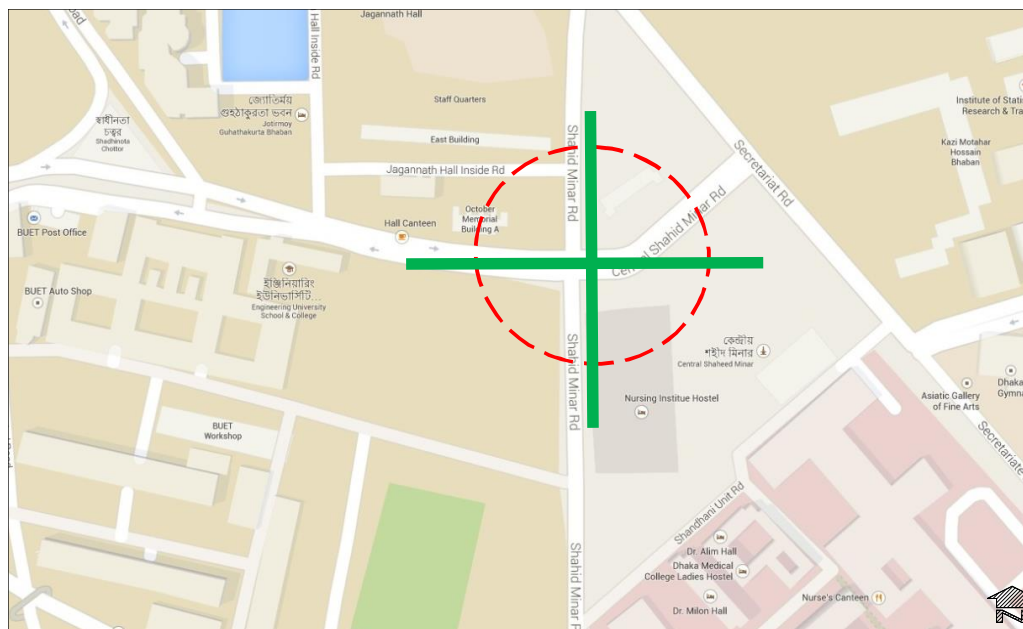 oad
Hall Inside Rd
Jagannath Hall
জ্যোতির্ময়
গুহঠাকুরতা ভবন
Jotirmoy
Guhathakurta Bhaban
Staff Quarters
East Building
Institute of Stati
Research & Tra
স্বাধীনতা
চত্বর
Shadhinota
Chottor
Shahid Minar Rd
Secretariat Rd
Kazi Motahar
Hossain
Bhaban
Jagannath Hall Inside Rd
October
Memorial
Building A
Hall Canteen
BUET Post Office
Central Shahid Minar Rd
ইঞ্জিনিয়ারিং
ইউনিভার্সিটি...
Engineering University
School & College
BUET Auto Shop
Shahid Minar Rd
কেন্দ্রীয়
শহীদ মিনার
Central Shaheed Minar
Nursing Institue Hostel
Asiatic Gallery
of Fine Arts
Dhaka
Gymna
BUET
Workshop
Secretariate
Shandhani Unit Rd
Shahid Minar R
Dr. Alim Hall
Dhaka Medical
College Ladies Hostel
Dr. Milon Hall
Nurse's Canteen